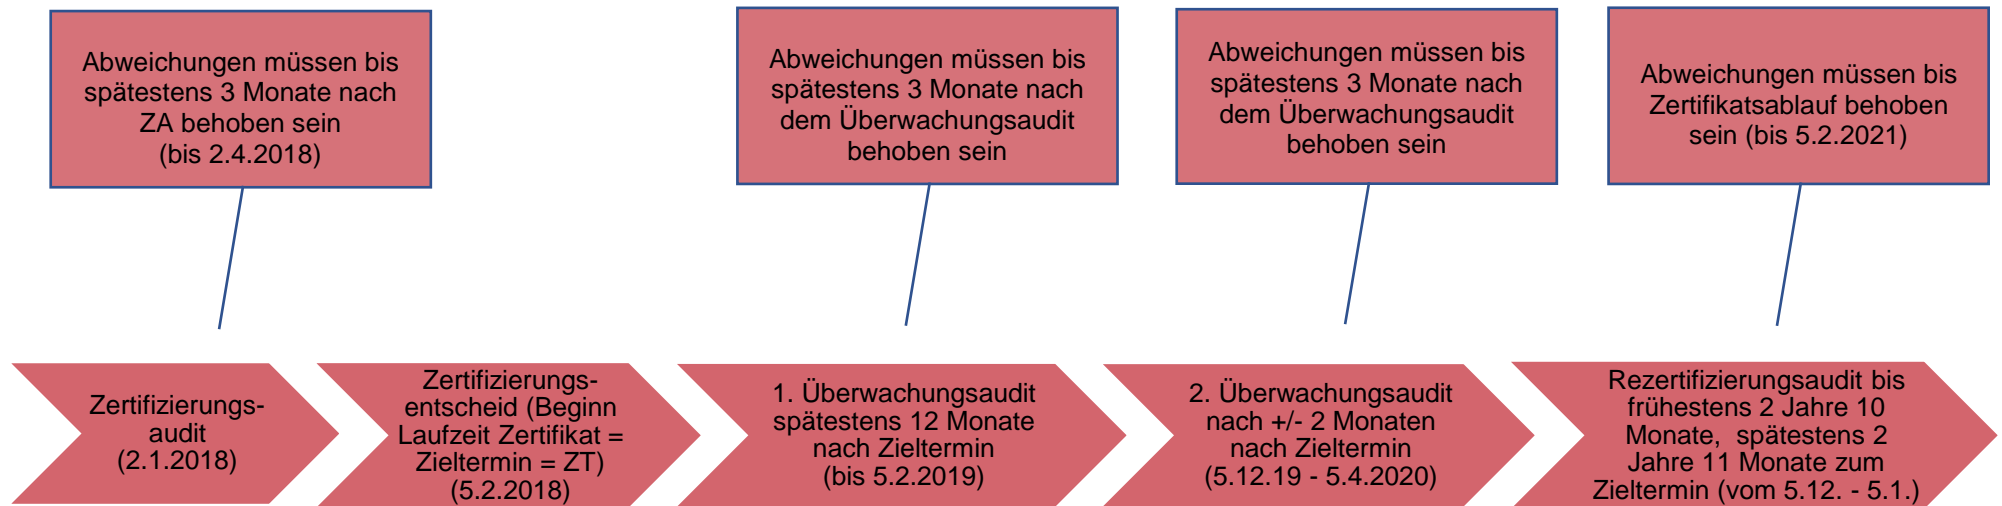 Abweichungen müssen bis
spätestens 3 Monate nach
ZA behoben sein
(bis 2.4.2018)
Abweichungen müssen bis
spätestens 3 Monate nach
dem Überwachungsaudit
behoben sein
Abweichungen müssen bis
spätestens 3 Monate nach
dem Überwachungsaudit
behoben sein
Abweichungen müssen bis
Zertifikatsablauf behoben
sein (bis 5.2.2021)
Zertifizierungs-
audit
(2.1.2018)
Zertifizierungs-
entscheid (Beginn
Laufzeit Zertifikat =
Zieltermin = ZT)
(5.2.2018)
1. Überwachungsaudit
spätestens 12 Monate
nach Zieltermin
(bis 5.2.2019)
2. Überwachungsaudit
nach +/- 2 Monaten
nach Zieltermin
(5.12.19 - 5.4.2020)
Rezertifizierungsaudit bis
frühestens 2 Jahre 10
Monate, spätestens 2
Jahre 11 Monate zum
Zieltermin (vom 5.12. - 5.1.)